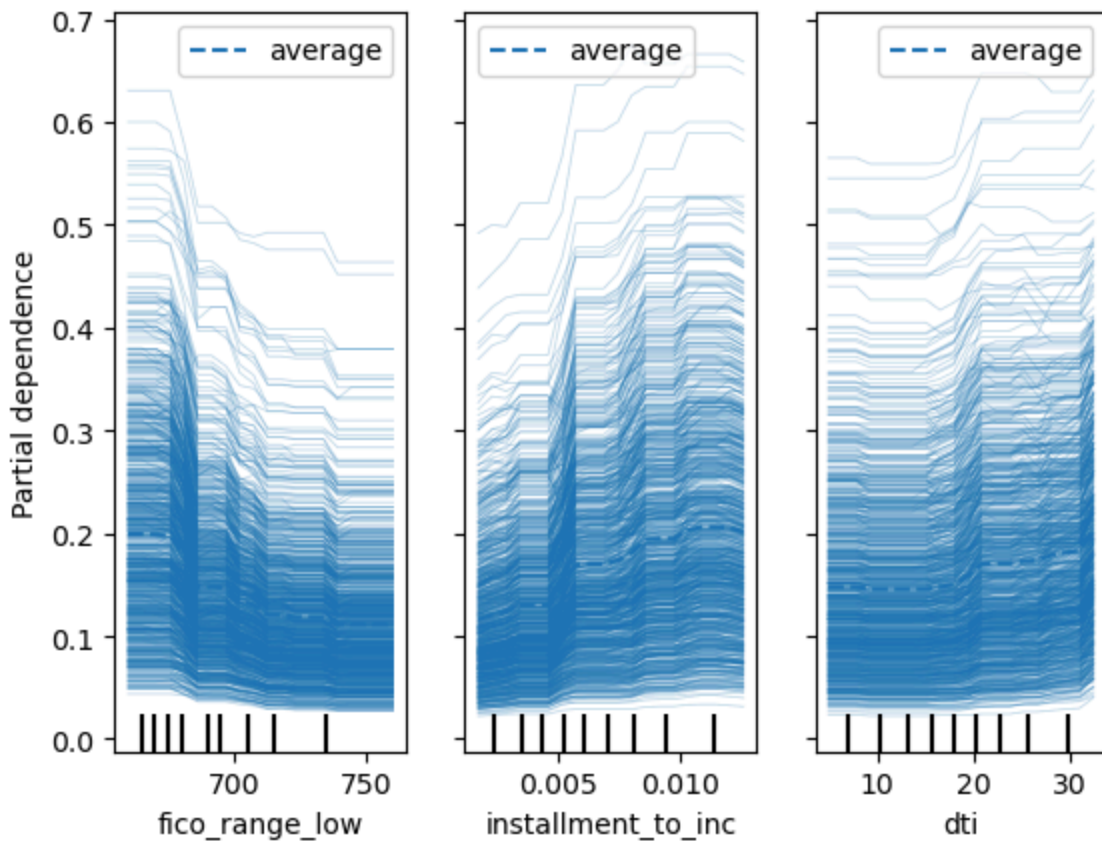 average
average
average
Partial dependence
0.7
0.6
0.5
0.4
0.3
0.2
0.1
0.0
700
750
fico_range_low
0.005
0.010
installment_to_inc
10
20
30
dti